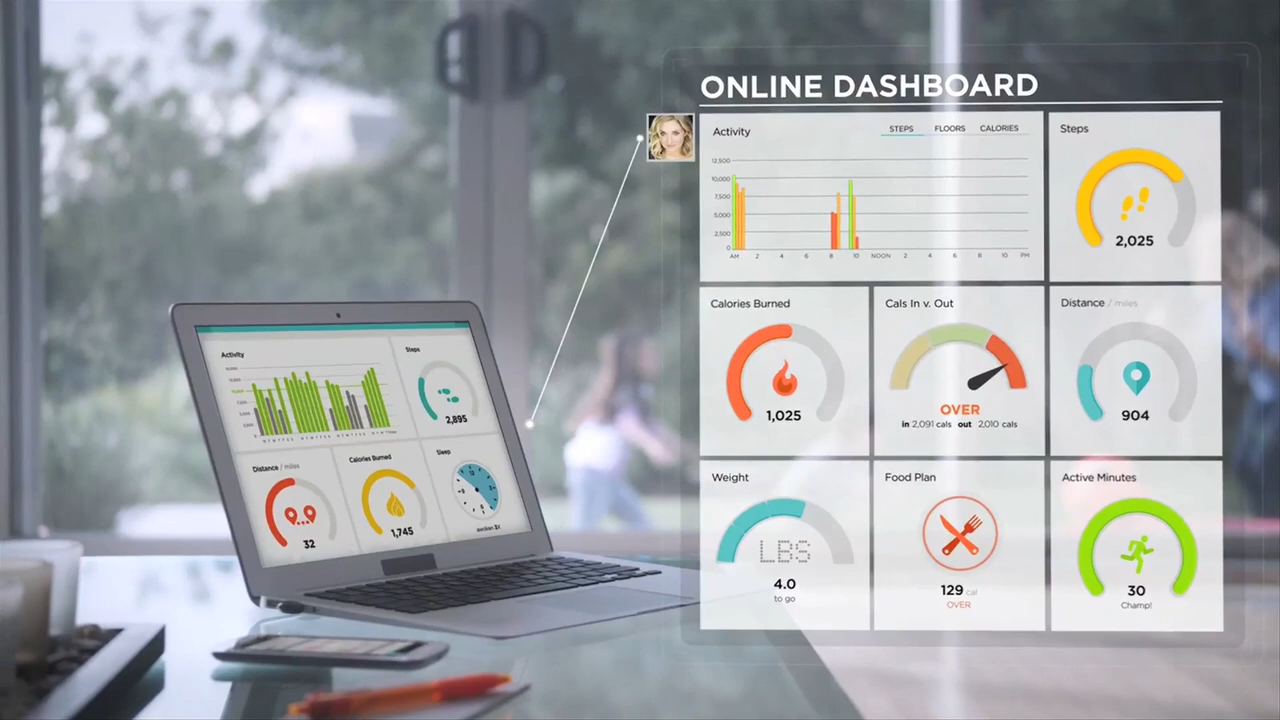 ONLINE DASHBOARD
Activity
STEPS FLOORS CALORIES
12,500
10,000
7,500
5,000
2,500
0
AM 2 4 6 8 10 NOON 2 4 6 8 10 PM
Steps
2,025
Calories Burned
1,025
Cals In v. Out
OVER
in 2,091 cals out 2,010 cals
Distance / miles
904
Weight
LBS
4.0
to go
Food Plan
129 cal
OVER
Active Minutes
30
Champ!
Activity
Steps
2,895
Distance / miles
32
Calories Burned
1,745
Sleep
awoken 3x